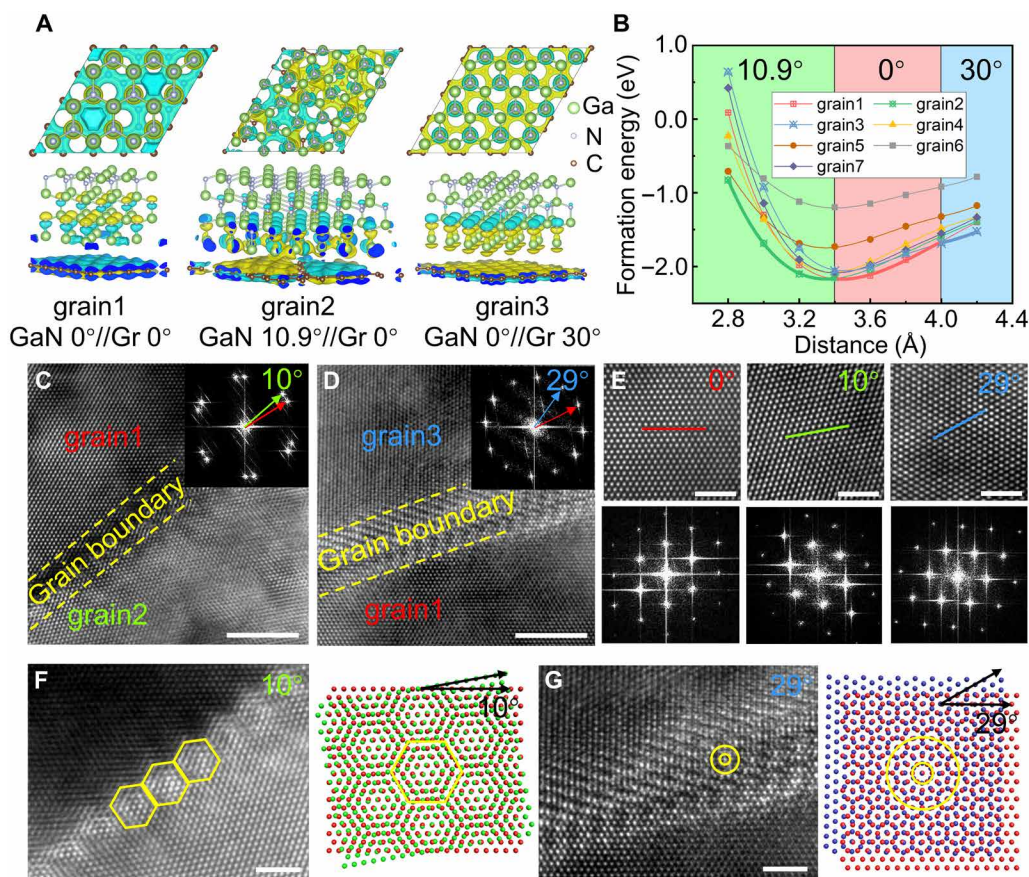 A
Ga
N
C
grain1
grain2
grain3
GaN 0°//Gr 0°
GaN 10.9°//Gr 0°
GaN 0°//Gr 30°
B
10.9°
0°
30°
grain1
grain2
grain3
grain4
grain5
grain6
grain7
Formation energy (eV)
1.0
0.0
−1.0
−2.0
2.8
3.2
3.6
4.0
4.4
Distance (Å)
C
10°
grain1
Grain boundary
grain2
D
29°
grain3
Grain boundary
grain1
E
0°
10°
29°
F
10°
10°
G
29°
29°